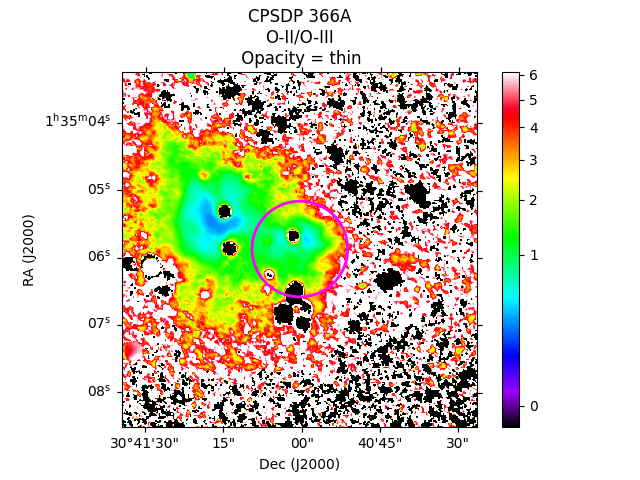 CPSDP 366A
O-II/O-III
Opacity = thin
1ʰ35ᵐ04ˢ
05ˢ
06ˢ
07ˢ
08ˢ
RA (J2000)
30°41'30" 15" 00" 40'45" 30"
Dec (J2000)
6
5
4
3
2
1
0